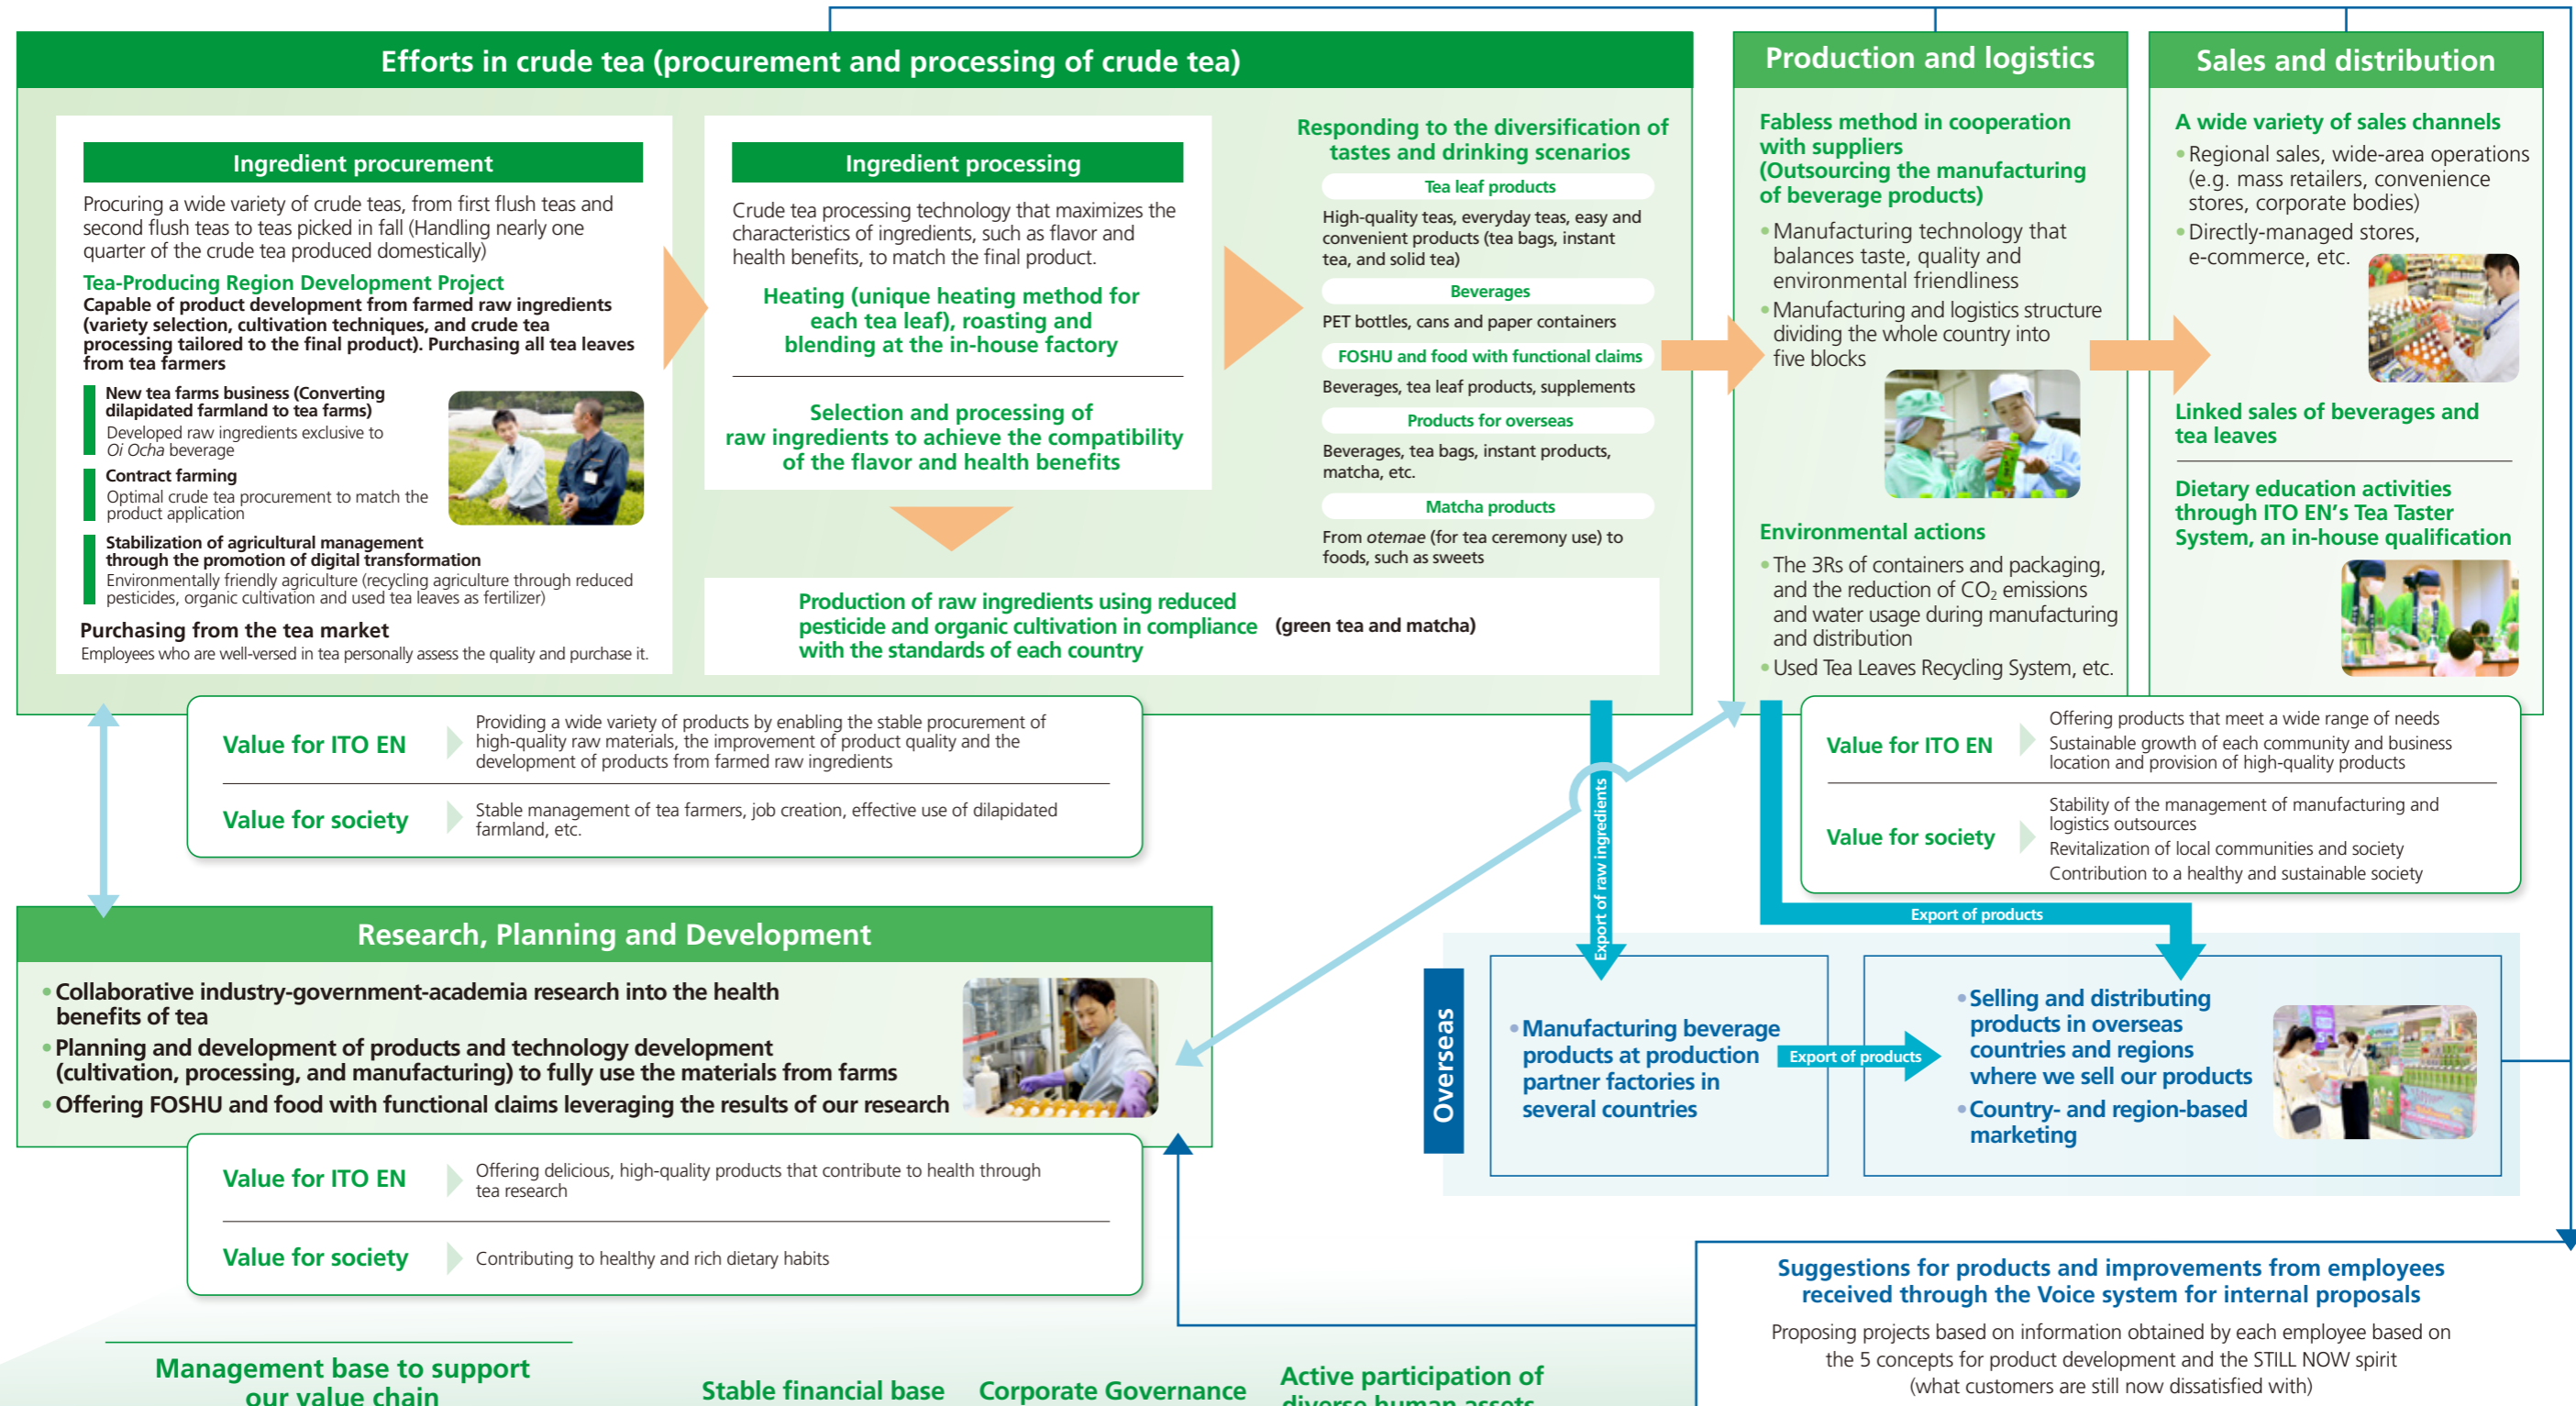 Efforts in crude tea (procurement and processing of crude tea)
Ingredient procurement
Procuring a wide variety of crude teas, from first flush teas and
second flush teas to teas picked in fall (Handling nearly one
quarter of the crude tea produced domestically)
Tea-Producing Region Development Project
Capable of product development from farmed raw ingredients
(variety selection, cultivation techniques, and crude tea
processing tailored to the final product). Purchasing all tea leaves
from tea farmers
New tea farms business (Converting
dilapidated farmland to tea farms)
Developed raw ingredients exclusive to
Oi Ocha beverage
Contract farming
Optimal crude tea procurement to match the
product application
Stabilization of agricultural management
through the promotion of digital transformation
Environmentally friendly agriculture (recycling agriculture through reduced
pesticides, organic cultivation and used tea leaves as fertilizer)
Purchasing from the tea market
Employees who are well-versed in tea personally assess the quality and purchase it.
Ingredient processing
Crude tea processing technology that maximizes the
characteristics of ingredients, such as flavor and
health benefits, to match the final product.
Heating (unique heating method for
each tea leaf), roasting and
blending at the in-house factory
Selection and processing of
raw ingredients to achieve the compatibility
of the flavor and health benefits
Responding to the diversification of
tastes and drinking scenarios
Tea leaf products
High-quality teas, everyday teas, easy and
convenient products (tea bags, instant
tea, and solid tea)
Beverages
PET bottles, cans and paper containers
FOSHU and food with functional claims
Beverages, tea leaf products, supplements
Products for overseas
Beverages, tea bags, instant products,
matcha, etc.
Matcha products
From otemae (for tea ceremony use) to
foods, such as sweets
Production of raw ingredients using reduced
pesticide and organic cultivation in compliance (green tea and matcha)
with the standards of each country
Production and logistics
Fabless method in cooperation
with suppliers
(Outsourcing the manufacturing
of beverage products)
• Manufacturing technology that
balances taste, quality and
environmental friendliness
• Manufacturing and logistics structure
dividing the whole country into
five blocks
Environmental actions
• The 3Rs of containers and packaging,
and the reduction of CO₂ emissions
and water usage during manufacturing
and distribution
• Used Tea Leaves Recycling System, etc.
Sales and distribution
A wide variety of sales channels
• Regional sales, wide-area operations
(e.g. mass retailers, convenience
stores, corporate bodies)
• Directly-managed stores,
e-commerce, etc.
Linked sales of beverages and
tea leaves
Dietary education activities
through ITO EN's Tea Taster
System, an in-house qualification
Value for ITO EN
Providing a wide variety of products by enabling the stable procurement of
high-quality raw materials, the improvement of product quality and the
development of products from farmed raw ingredients
Value for society
Stable management of tea farmers, job creation, effective use of dilapidated
farmland, etc.
Value for ITO EN
Offering products that meet a wide range of needs
Sustainable growth of each community and business
location and provision of high-quality products
Value for society
Stability of the management of manufacturing and
logistics outsources
Revitalization of local communities and society
Contribution to a healthy and sustainable society
Export of raw ingredients
Export of products
Research, Planning and Development
• Collaborative industry-government-academia research into the health
benefits of tea
• Planning and development of products and technology development
(cultivation, processing, and manufacturing) to fully use the materials from farms
• Offering FOSHU and food with functional claims leveraging the results of our research
Value for ITO EN
Offering delicious, high-quality products that contribute to health through
tea research
Value for society
Contributing to healthy and rich dietary habits
Overseas
• Manufacturing beverage
products at production
partner factories in
several countries
Export of products
• Selling and distributing
products in overseas
countries and regions
where we sell our products
• Country- and region-based
marketing
Suggestions for products and improvements from employees
received through the Voice system for internal proposals
Proposing projects based on information obtained by each employee based on
the 5 concepts for product development and the STILL NOW spirit
(what customers are still now dissatisfied with)
Management base to support
our value chain
Stable financial base
Corporate Governance
Active participation of
diverse human assets